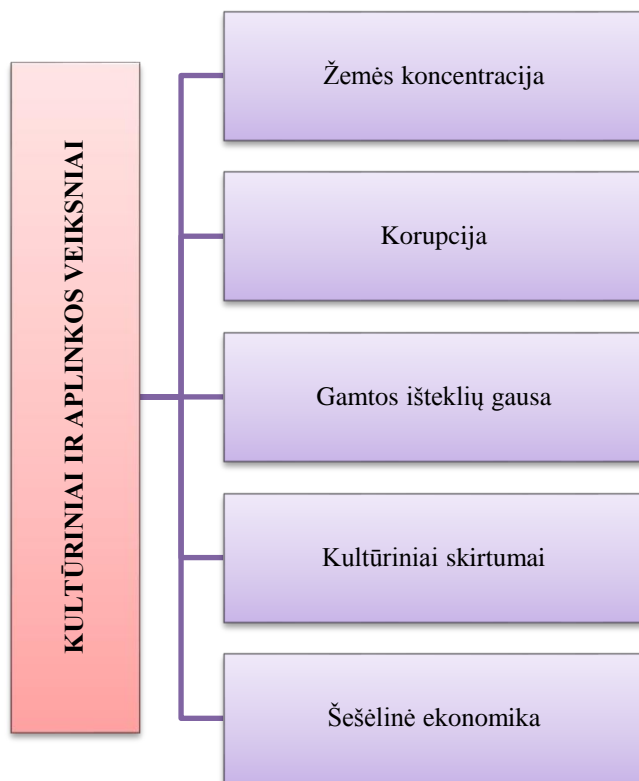 KULTŪRINIAI IR APLINKOS VEIKSNIAI
Žemės koncentracija
Korupcija
Gamtos išteklių gausa
Kultūriniai skirtumai
Šešėlinė ekonomika